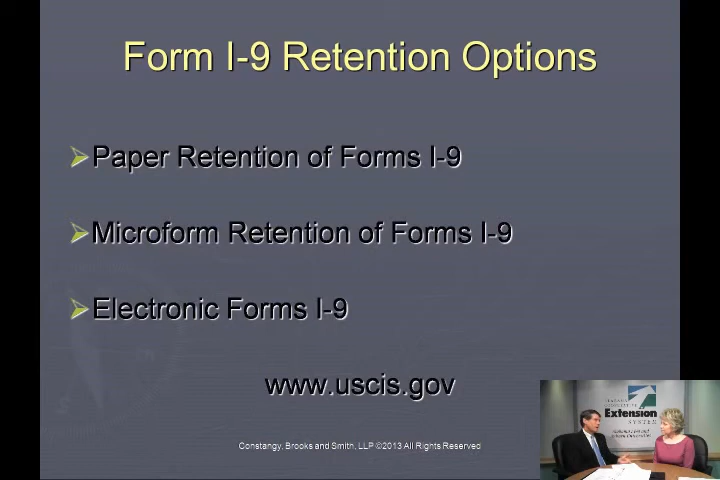 Form I-9 Retention Options
Paper Retention of Forms I-9
Microform Retention of Forms I-9
Electronic Forms I-9
www.uscis.gov
Constangy, Brooks and Smith, LLP ©2013 All Rights Reserved
Extension
SYSTEM